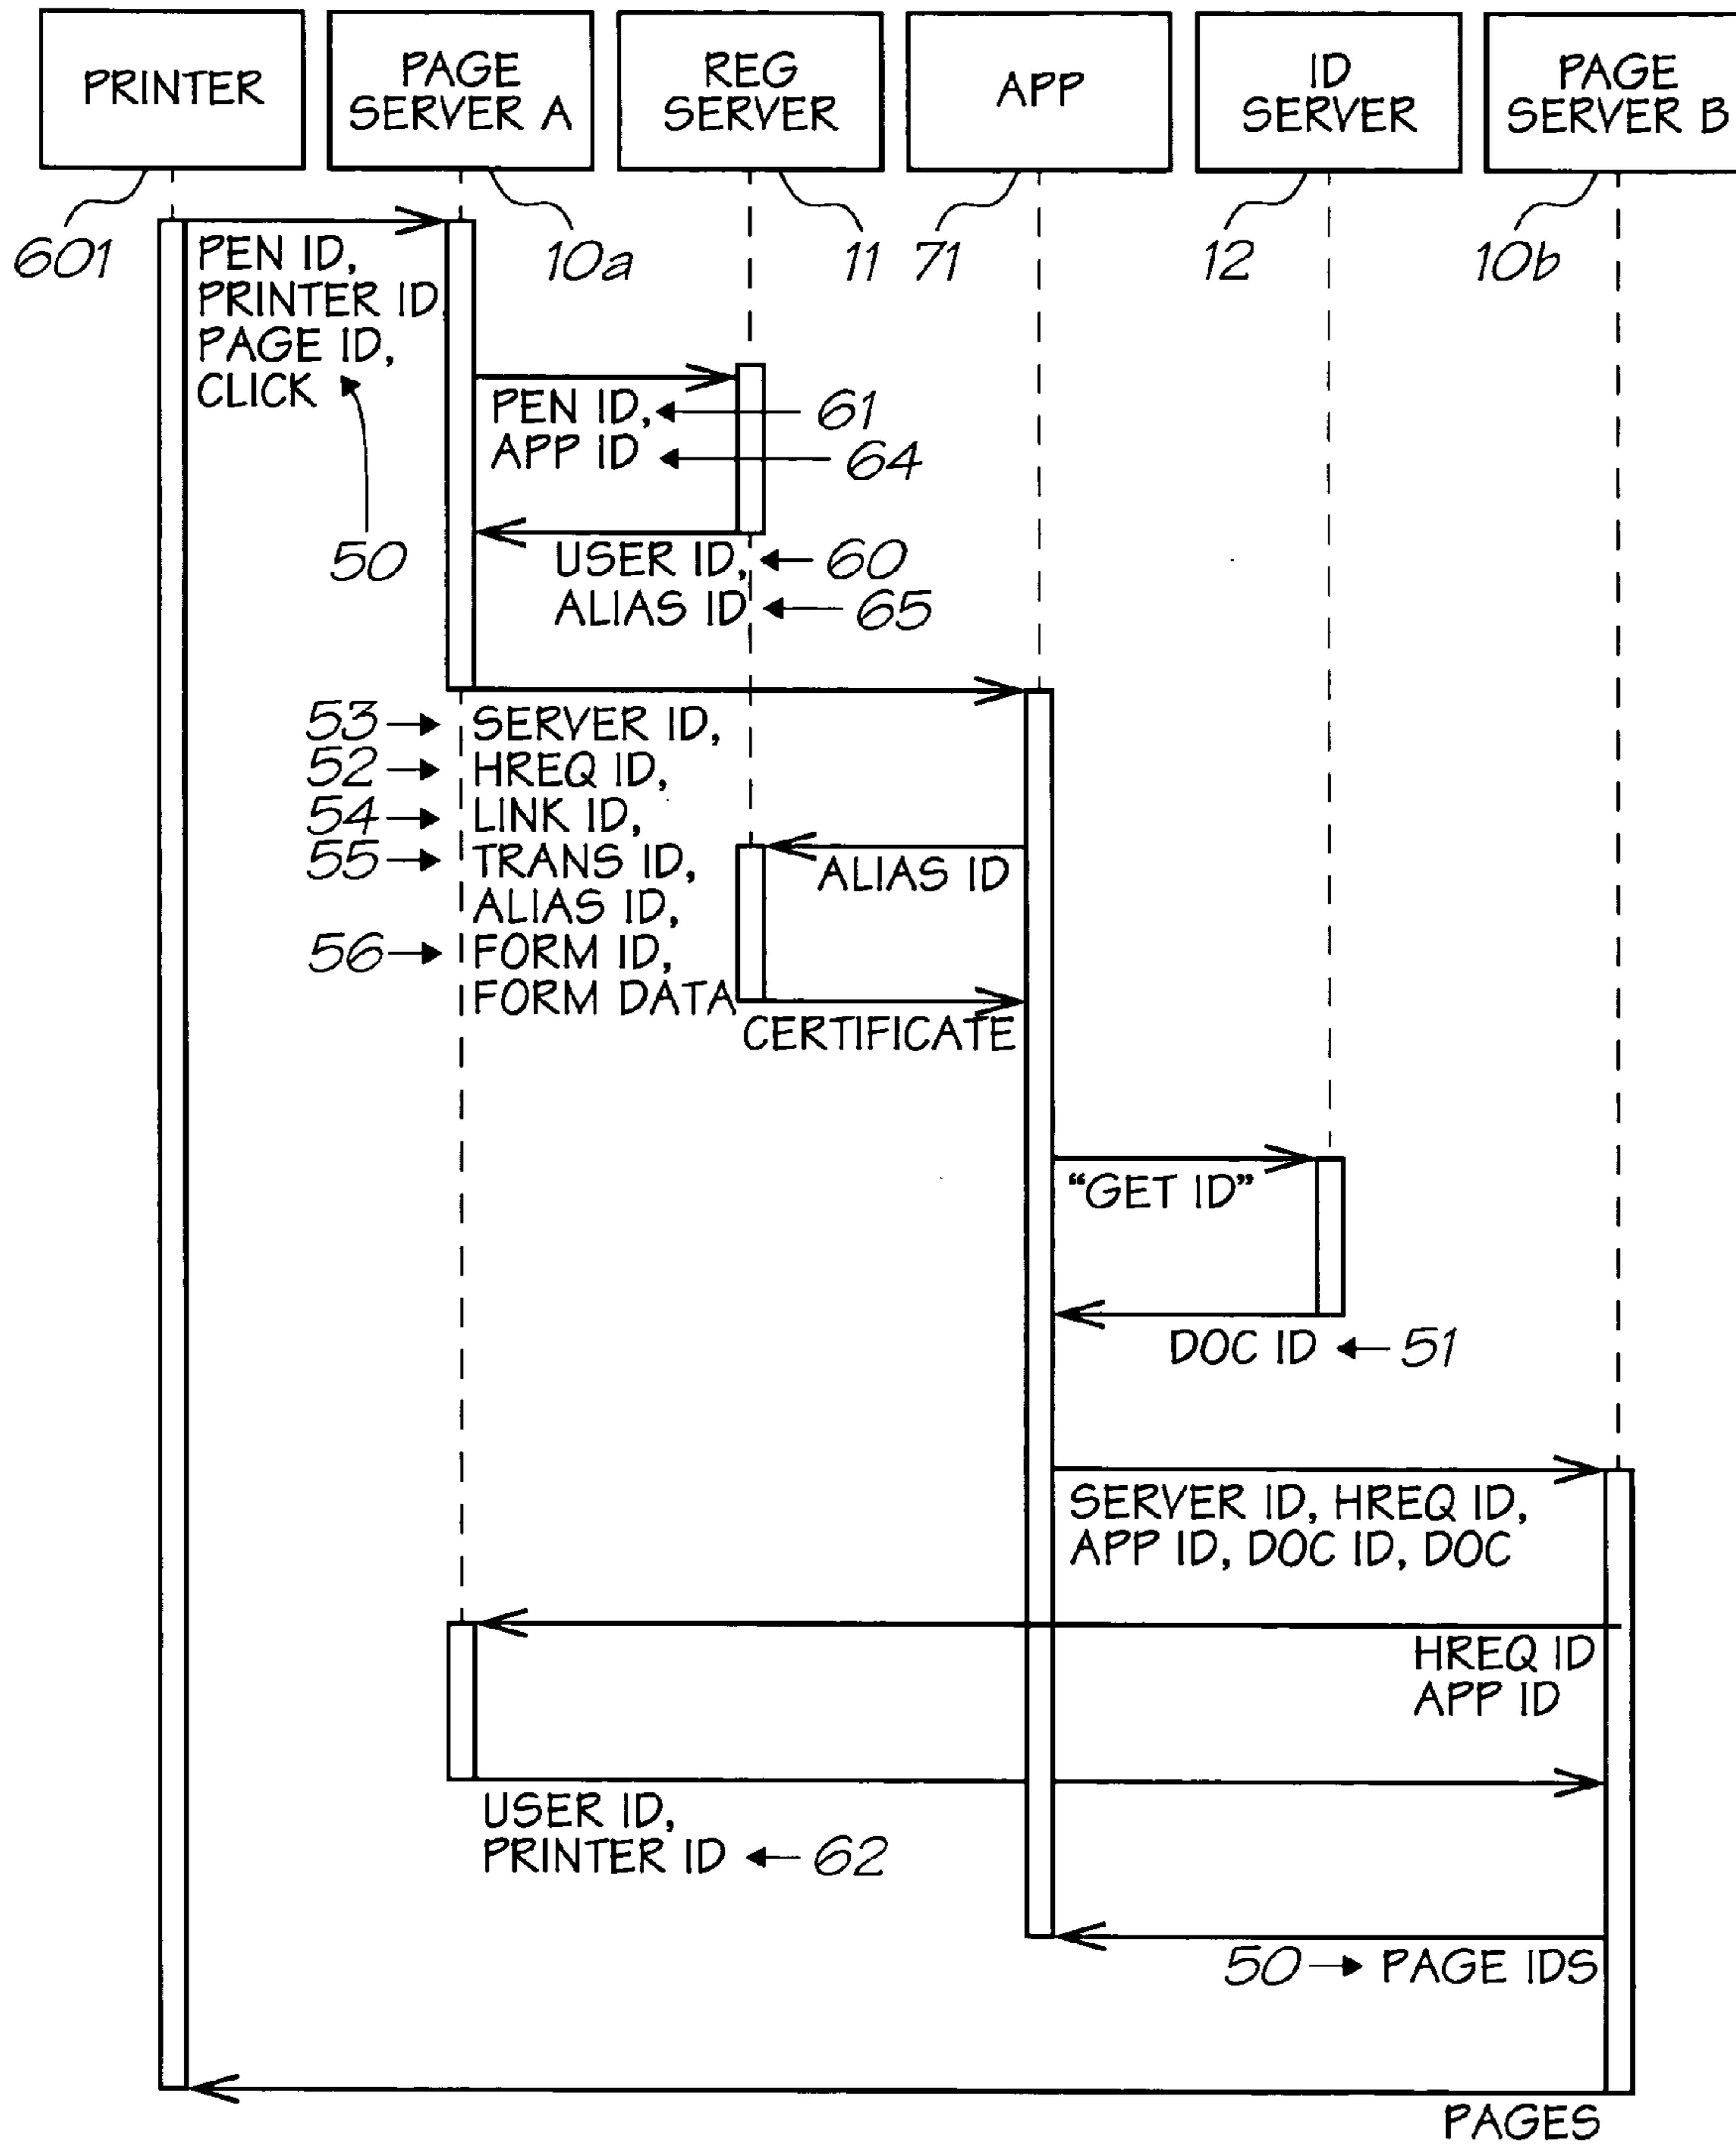 PRINTER
PAGE
SERVER A
REG
SERVER
APP
ID
SERVER
PAGE
SERVER B
601
10a
11
71
12
10b
PEN ID,
PRINTER ID
PAGE ID,
CLICK
50
PEN ID,
61
APP ID
64
USER ID,
60
ALIAS ID
65
53
SERVER ID,
52
HREQ ID,
54
LINK ID,
55
TRANS ID,
ALIAS ID,
56
FORM ID,
FORM DATA
ALIAS ID
CERTIFICATE
“GET ID”
DOC ID
51
SERVER ID, HREQ ID,
APP ID, DOC ID, DOC
HREQ ID
APP ID
USER ID,
PRINTER ID
62
50
PAGE IDS
PAGES